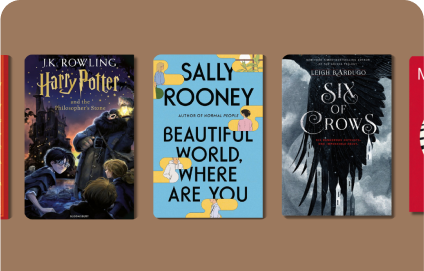 J.K. ROWLING
Harry Potter
and the
Philosopher's Stone
BLOOMSBURY
SALLY
ROONEY
AUTHOR OF NORMAL PEOPLE
BEAUTIFUL
WORLD,
WHERE
ARE YOU
LEIGH BARDUGO
SIX
OF
CROWS